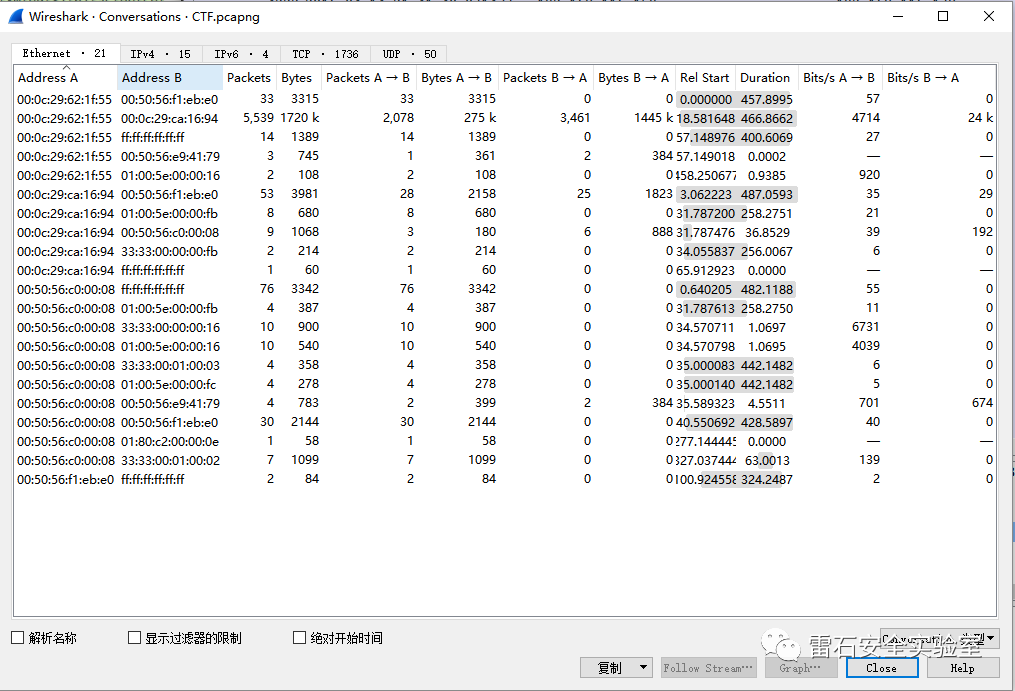 Wireshark · Conversations · CTF.pcapng
Ethernet · 21 IPv4 · 15 IPv6 · 4 TCP · 1736 UDP · 50
Address A Address B Packets Bytes Packets A → B Bytes A → B Packets B → A Bytes B → A Rel Start Duration Bits/s A → B Bits/s B → A
00:0c:29:62:1f:55 00:50:56:f1:eb:e0 33 3315 33 3315 0 0 0.000000 457.8995 57 0
00:0c:29:62:1f:55 00:0c:29:ca:16:94 5,539 1720 k 2,078 275 k 3,461 1445 k 18.581648 466.8662 4714 24 k
00:0c:29:62:1f:55 ff:ff:ff:ff:ff:ff 14 1389 14 1389 0 0 57.148976 400.6069 27 0
00:0c:29:62:1f:55 00:50:56:e9:41:79 3 745 1 361 2 384 57.149018 0.0002 — —
00:0c:29:62:1f:55 01:00:5e:00:00:16 2 108 2 108 0 0 458.250677 0.9385 920 0
00:0c:29:ca:16:94 00:50:56:f1:eb:e0 53 3981 28 2158 25 1823 3.062223 487.0593 35 29
00:0c:29:ca:16:94 01:00:5e:00:00:fb 8 680 8 680 0 0 31.787200 258.2751 21 0
00:0c:29:ca:16:94 00:50:56:c0:00:08 9 1068 3 180 6 888 31.787476 36.8529 39 192
00:0c:29:ca:16:94 33:33:00:00:00:fb 2 214 2 214 0 0 34.055837 256.0067 6 0
00:0c:29:ca:16:94 ff:ff:ff:ff:ff:ff 1 60 1 60 0 0 65.912923 0.0000 — —
00:50:56:c0:00:08 ff:ff:ff:ff:ff:ff 76 3342 76 3342 0 0 0.640205 482.1188 55 0
00:50:56:c0:00:08 01:00:5e:00:00:fb 4 387 4 387 0 0 31.787613 258.2750 11 0
00:50:56:c0:00:08 33:33:00:00:00:16 10 900 10 900 0 0 34.570711 1.0697 6731 0
00:50:56:c0:00:08 01:00:5e:00:00:16 10 540 10 540 0 0 34.570798 1.0695 4039 0
00:50:56:c0:00:08 33:33:00:01:00:03 4 358 4 358 0 0 35.000083 442.1482 6 0
00:50:56:c0:00:08 01:00:5e:00:00:fc 4 278 4 278 0 0 35.000140 442.1482 5 0
00:50:56:c0:00:08 00:50:56:e9:41:79 4 783 2 399 2 384 35.589323 4.5511 701 674
00:50:56:c0:00:08 00:50:56:f1:eb:e0 30 2144 30 2144 0 0 40.550692 428.5897 40 0
00:50:56:c0:00:08 01:80:c2:00:00:0e 1 58 1 58 0 0 277.144445 0.0000 — —
00:50:56:c0:00:08 33:33:00:01:00:02 7 1099 7 1099 0 0 327.037444 63.0013 139 0
00:50:56:f1:eb:e0 ff:ff:ff:ff:ff:ff 2 84 2 84 0 0 100.924558 324.2487 2 0
解析名称 显示过滤器的限制 绝对开始时间
雷石安全实验室
复制 Follow Stream… Graph… Close Help